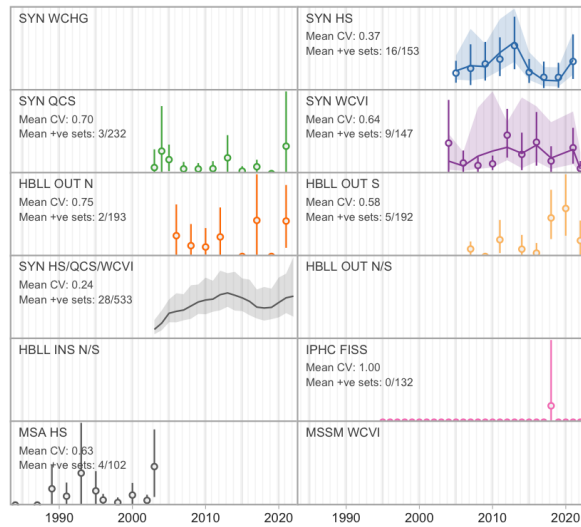 SYN WCHG
SYN HS
Mean CV: 0.37
Mean +ve sets: 16/153
SYN QCS
Mean CV: 0.70
Mean +ve sets: 3/232
SYN WCVI
Mean CV: 0.64
Mean +ve sets: 9/147
HBLL OUT N
Mean CV: 0.75
Mean +ve sets: 2/193
HBLL OUT S
Mean CV: 0.58
Mean +ve sets: 5/192
SYN HS/QCS/WCVI
Mean CV: 0.24
Mean +ve sets: 28/533
HBLL OUT N/S
HBLL INS N/S
IPHC FISS
Mean CV: 1.00
Mean +ve sets: 0/132
MSA HS
Mean CV: 0.63
Mean +ve sets: 4/102
MSSM WCVI
1990 2000 2010 2020 1990 2000 2010 2020